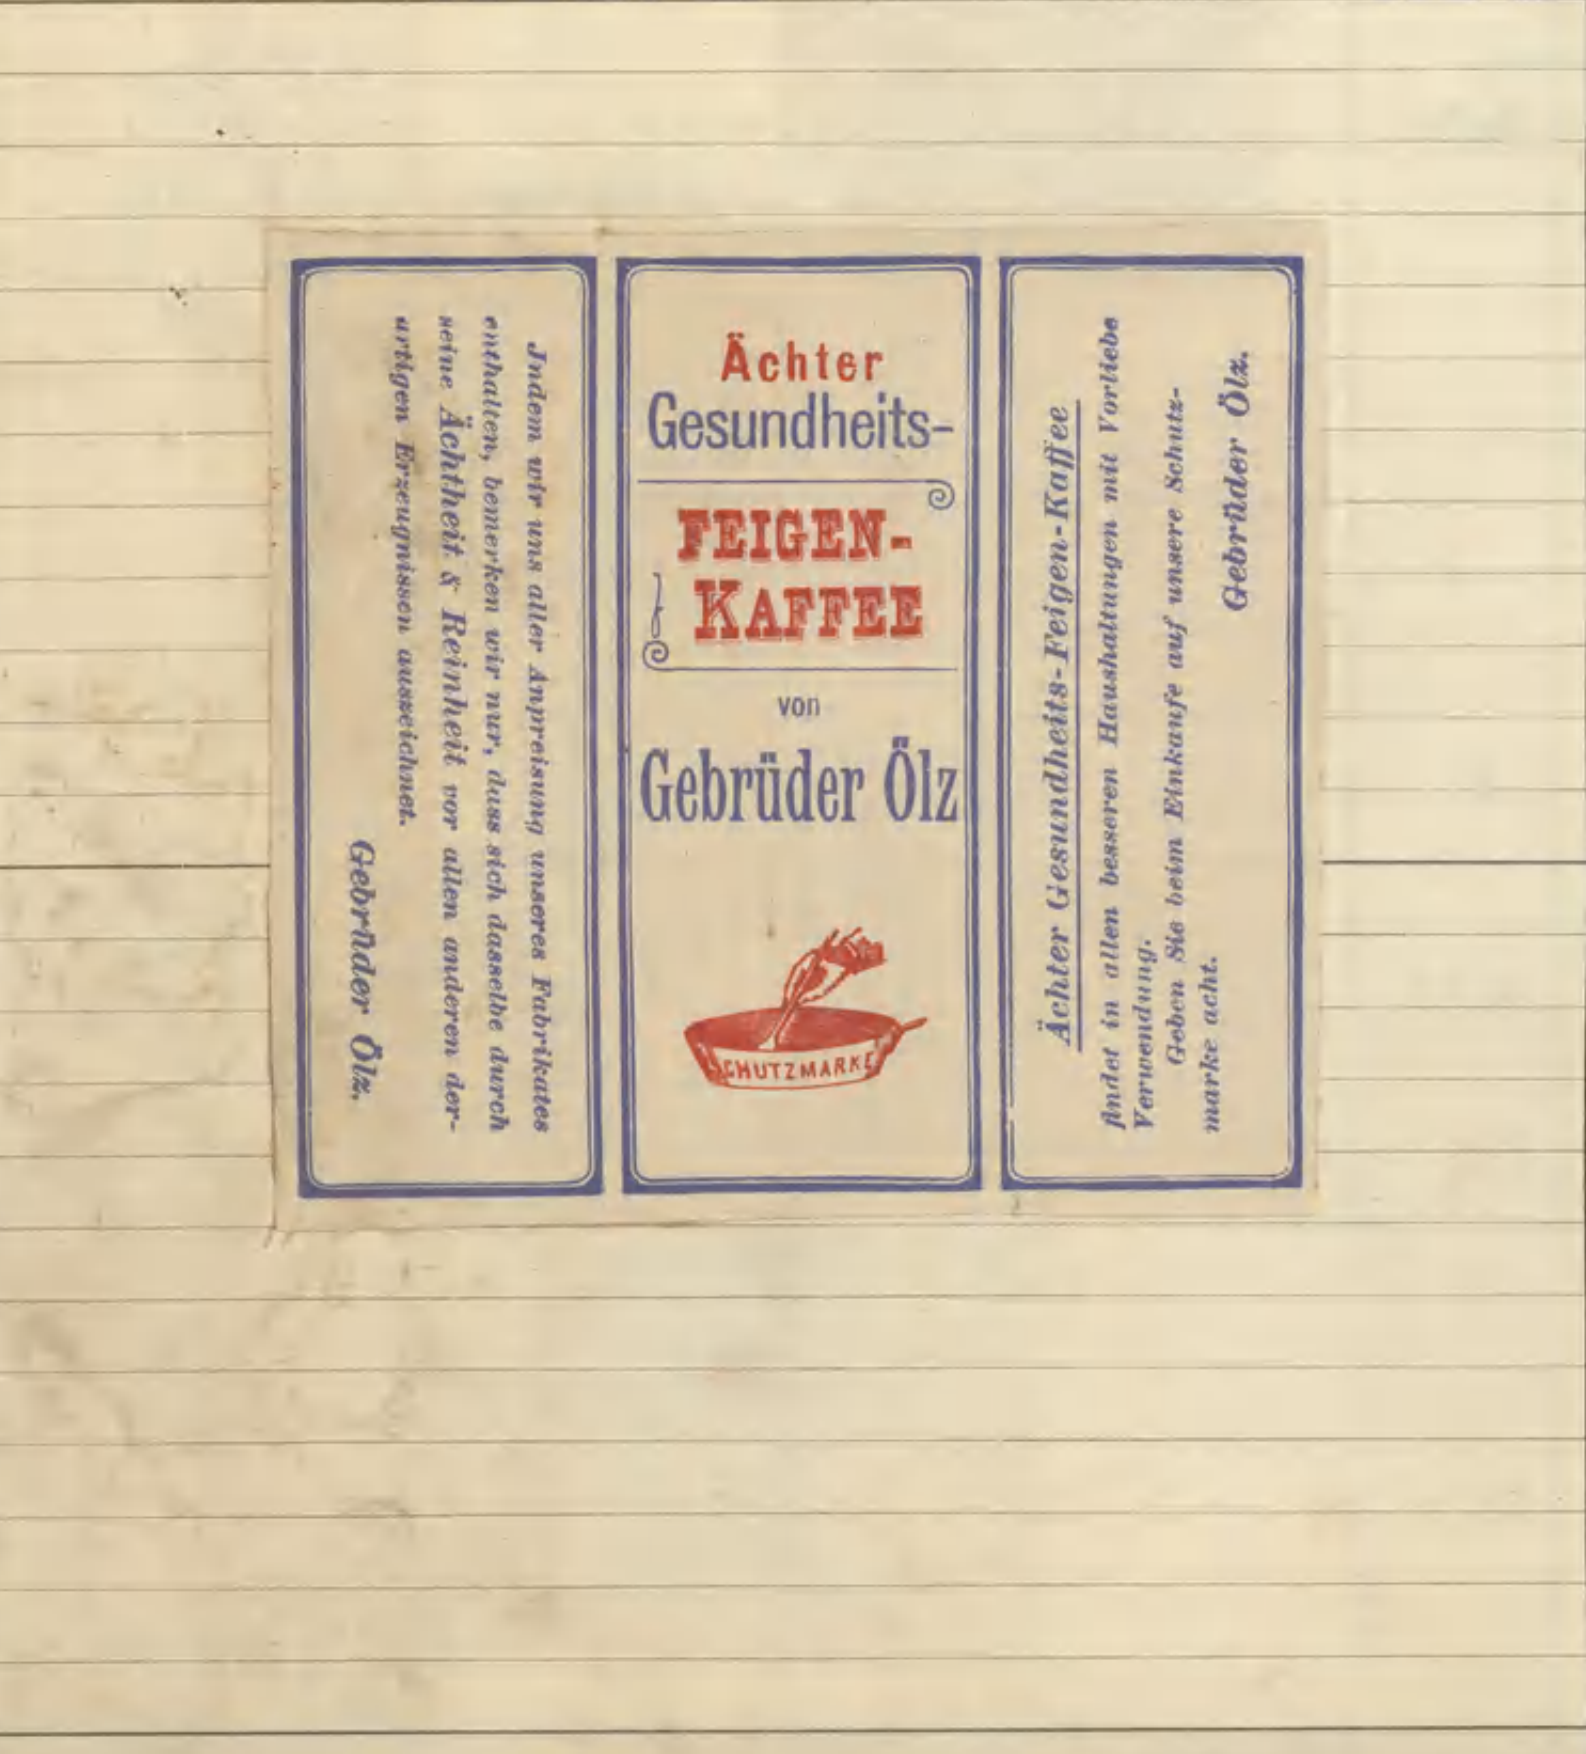 Jndem wir uns aller Anpreisung unseres Fabrikates
enthalten, bemerken wir nur, dass sich dasselbe durch
seine Ächtheit & Reinheit vor allen anderen der-
artigen Erzeugnissen auszeichnet.
Gebrüder Ölz.
Ächter
Gesundheits-
FEIGEN-
KAFFEE
von
Gebrüder Ölz
SCHUTZMARKE
Ächter Gesundheits-Feigen-Kaffee
findet in allen besseren Haushaltungen mit Vorliebe
Verwendung.
Geben Sie beim Einkaufe auf unsere Schutz-
marke acht.
Gebrüder Ölz.